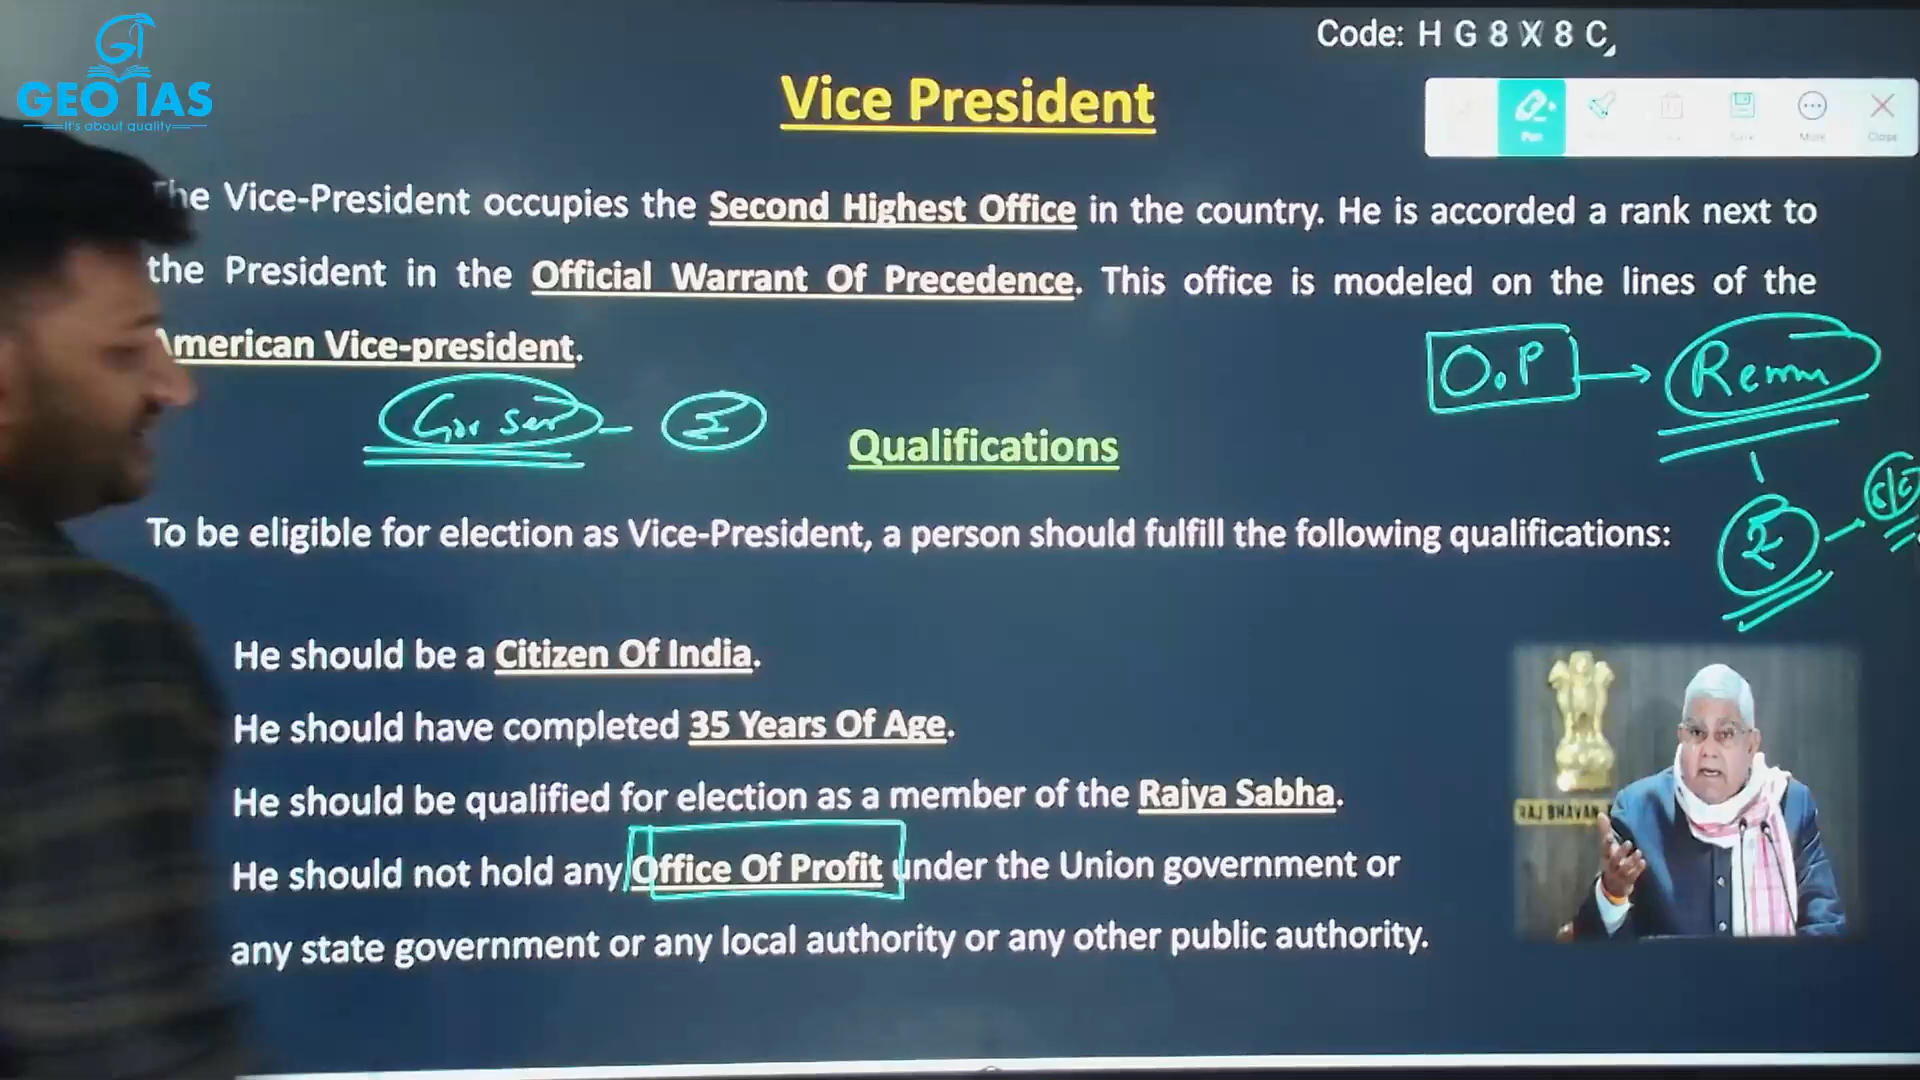 GEO IAS
It's about quality
Code: H G 8 X 8 C
Pen
More
Close
Vice President
The Vice-President occupies the Second Highest Office in the country. He is accorded a rank next to
the President in the Official Warrant Of Precedence. This office is modeled on the lines of the
American Vice-president.
O.P
Qualifications
To be eligible for election as Vice-President, a person should fulfill the following qualifications:
He should be a Citizen Of India.
He should have completed 35 Years Of Age.
He should be qualified for election as a member of the Rajya Sabha.
He should not hold any Office Of Profit under the Union government or
any state government or any local authority or any other public authority.
RAJ BHAVAN